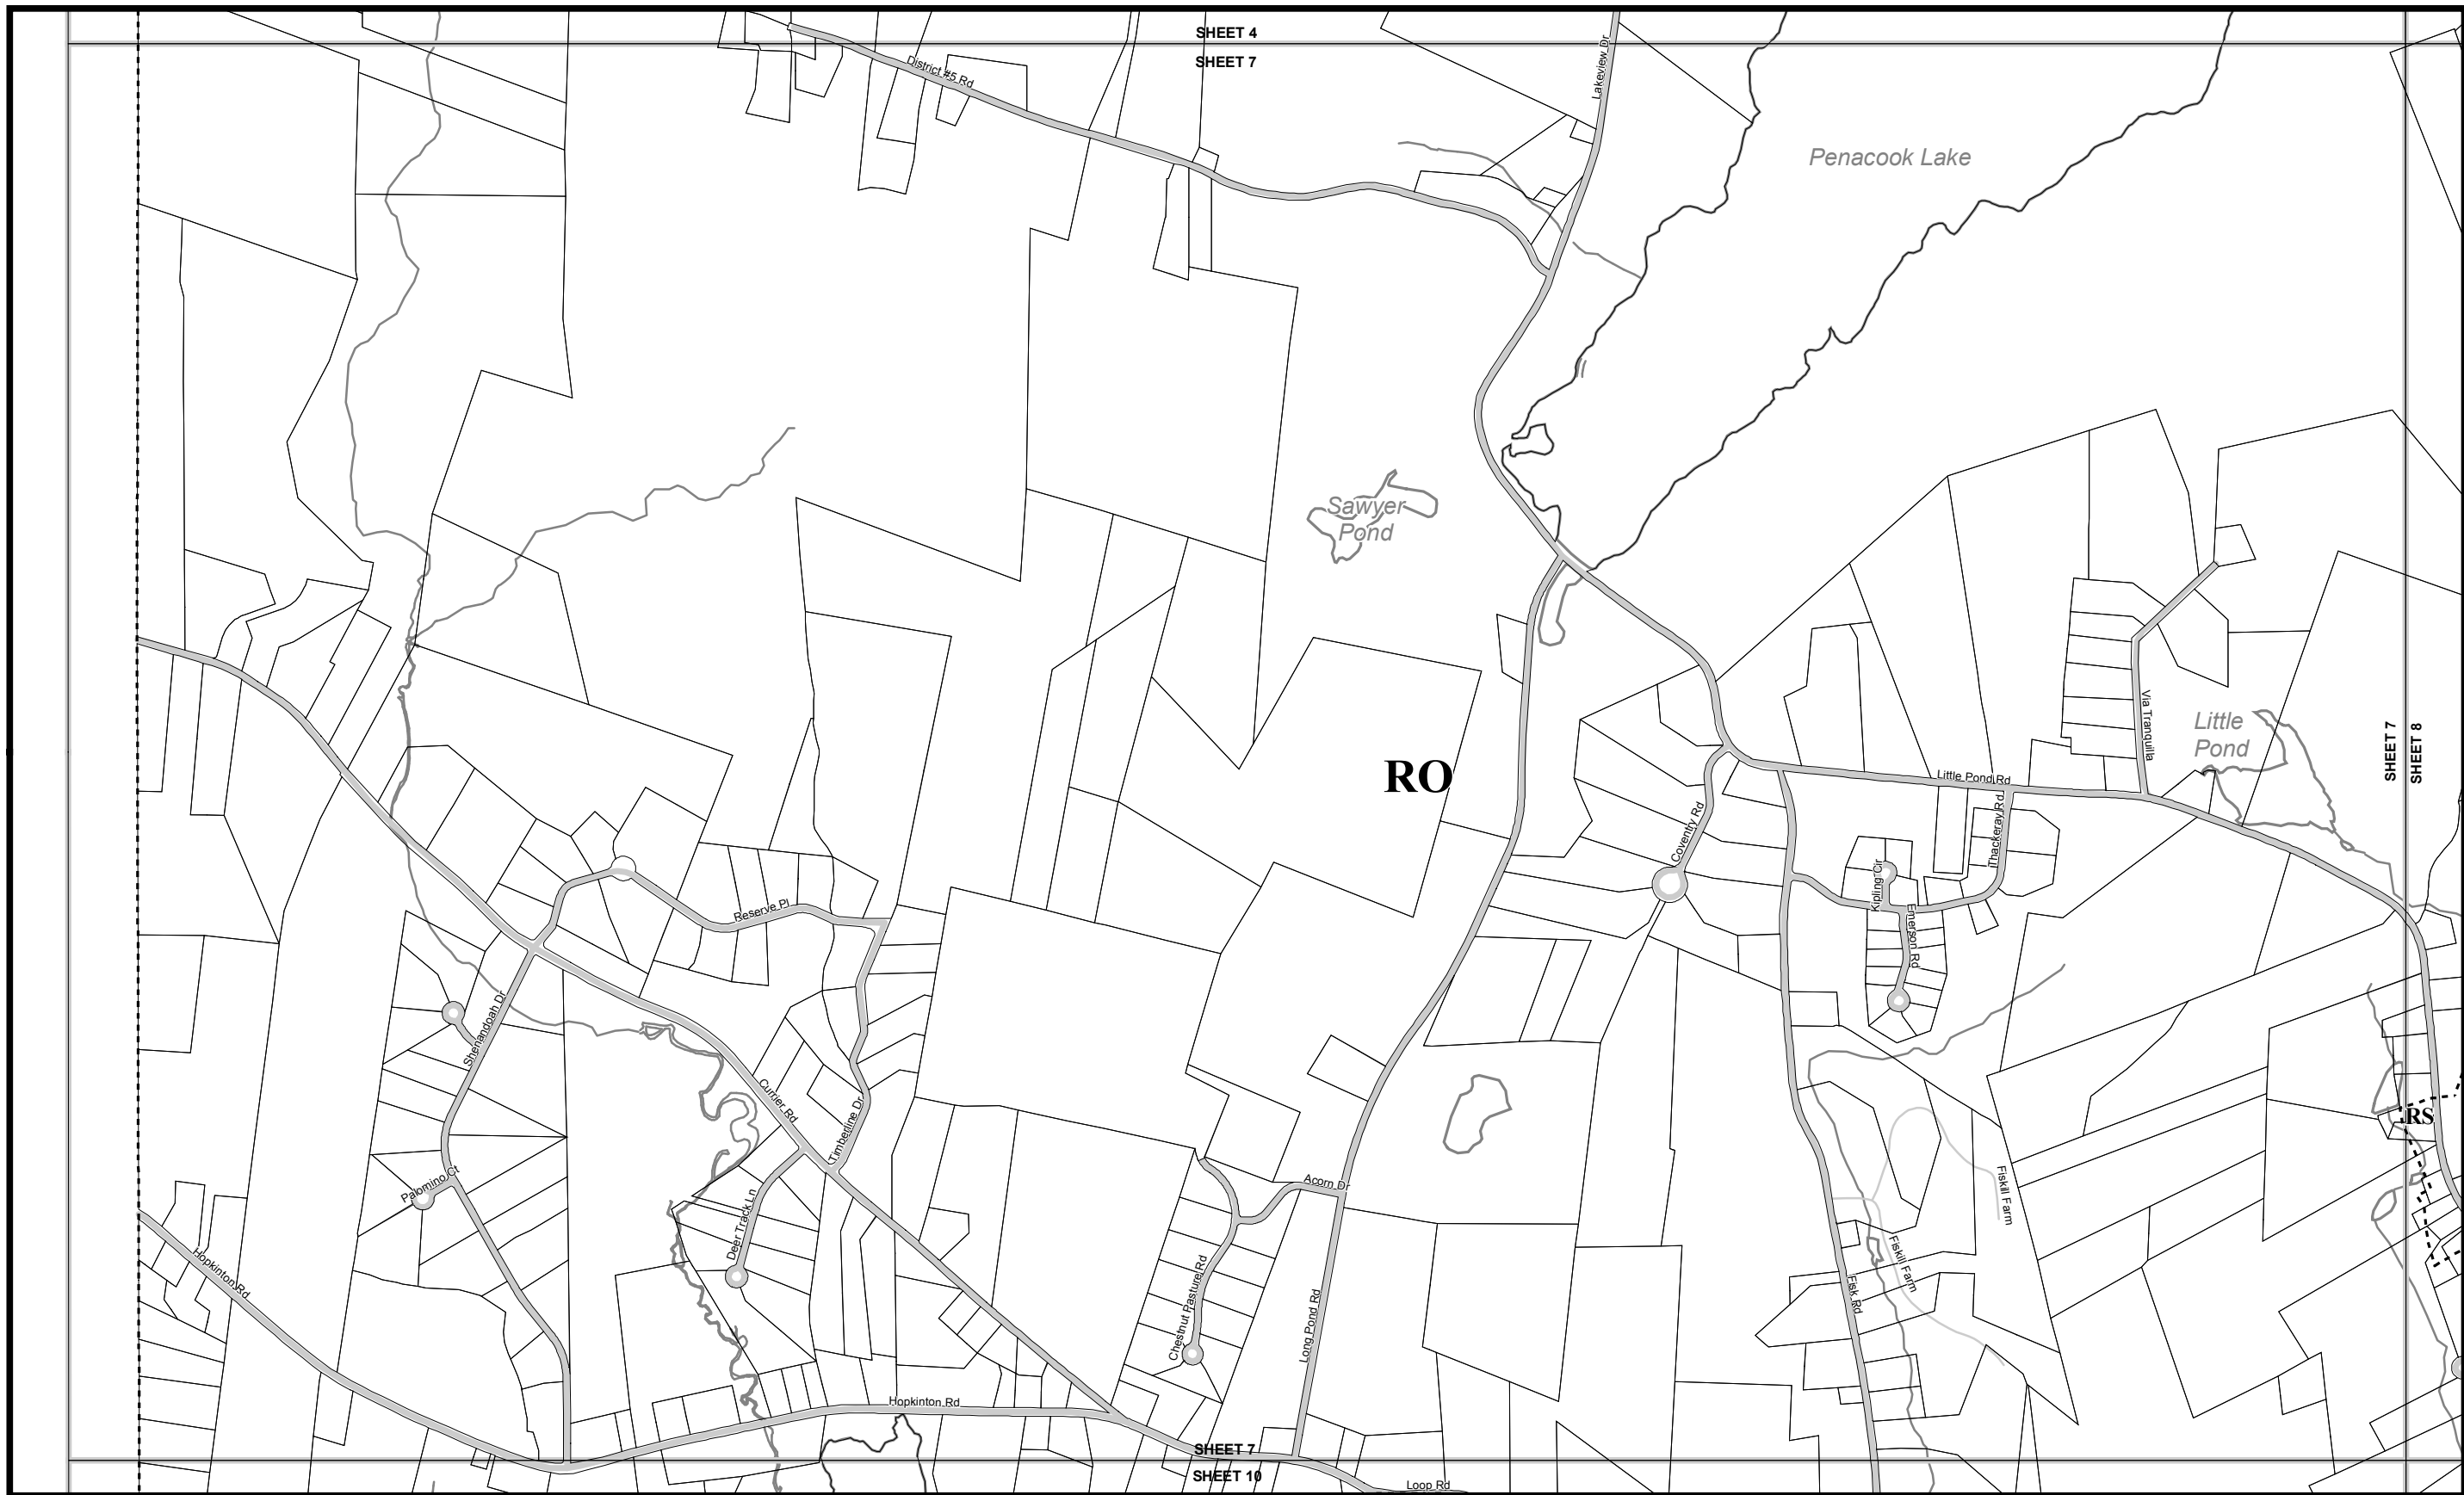 SHEET 4
SHEET 7
District #5 Rd
Lakeview Dr
Penacook Lake
Sawyer
Pond
RO
Little Pond Rd
Via Tranquilla
Little
Pond
SHEET 7
SHEET 8
Coventry Rd
Thackeray Rd
Kipling Cir
Emerson Rd
Reserve Pl
Shenandoah Dr
Currier Rd
Timberline Dr
RS
Palomino Ct
Deer Track Ln
Acorn Dr
Fiskill Farm
Fiskill Farm
Hopkinton Rd
Chestnut Pasture Rd
Long Pond Rd
Fisk Rd
Hopkinton Rd
SHEET 7
SHEET 10
Loop Rd